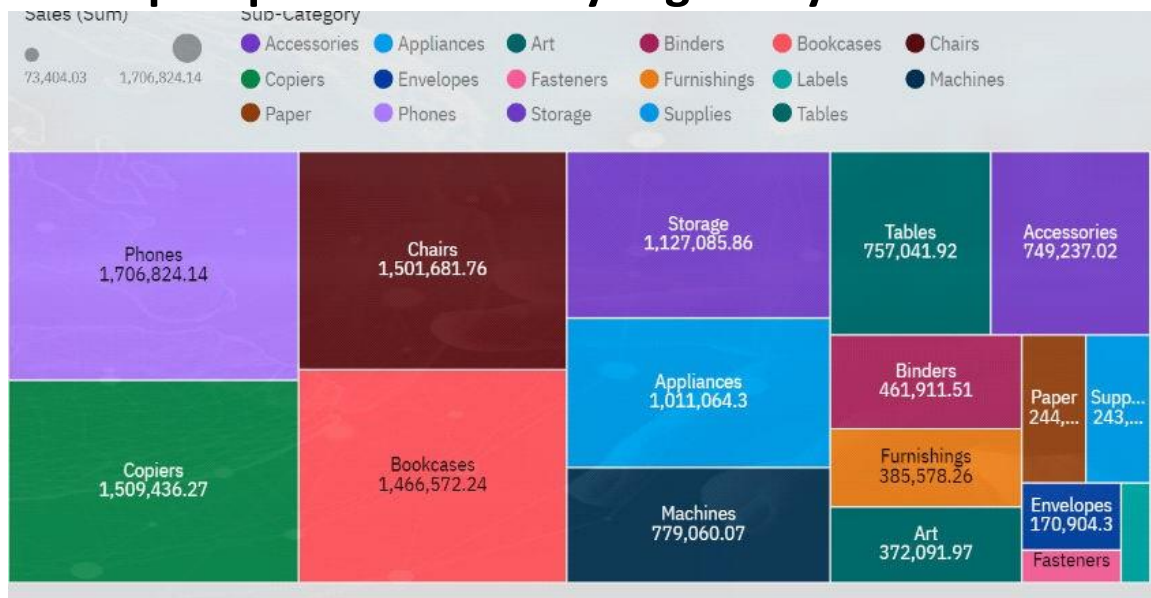 Sales (Sum)
Sub-Category
Accessories Appliances Art Binders Bookcases Chairs
73,404.03 1,706,824.14
Copiers Envelopes Fasteners Furnishings Labels Machines
Paper Phones Storage Supplies Tables
Phones
1,706,824.14
Chairs
1,501,681.76
Storage
1,127,085.86
Tables
757,041.92
Accessories
749,237.02
Copiers
1,509,436.27
Bookcases
1,466,572.24
Appliances
1,011,064.3
Machines
779,060.07
Binders
461,911.51
Furnishings
385,578.26
Art
372,091.97
Paper
244,...
Supp...
243,...
Envelopes
170,904.3
Fasteners